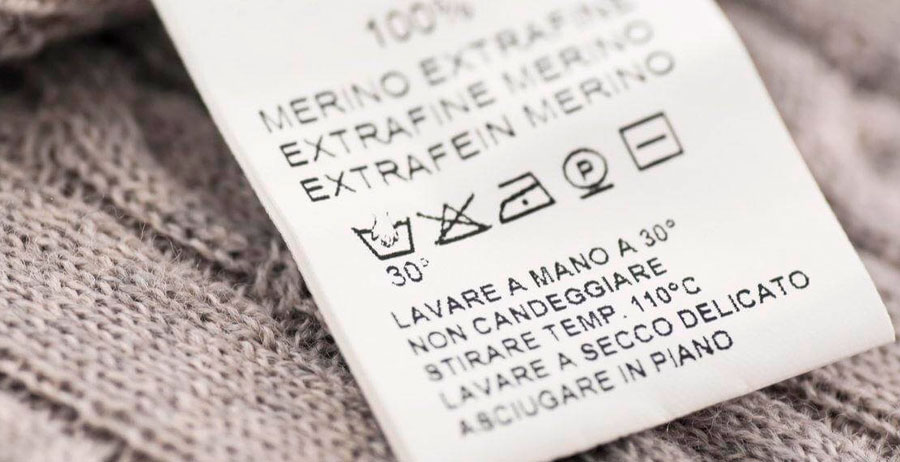 100%
MERINO EXTRAFINE
EXTRAFINE MERINO
EXTRAFEIN MERINO
P
30°
LAVARE A MANO A 30°
NON CANDEGGIARE
STIRARE TEMP. 110°C
LAVARE A SECCO DELICATO
ASCIUGARE IN PIANO